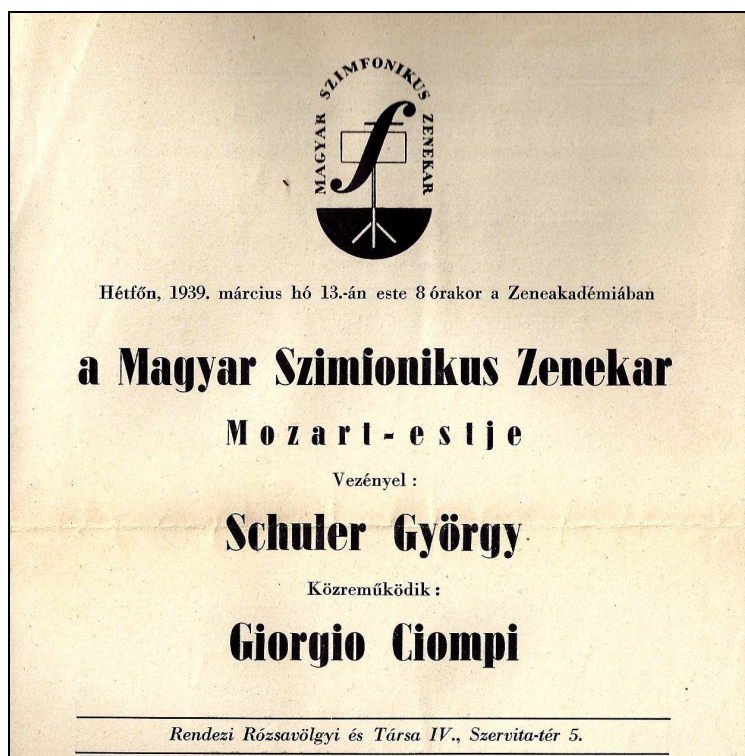 MAGYAR SZIMFONIKUS ZENEKAR
f
Hétfőn, 1939. március hó 13.-án este 8 órakor a Zeneakadémiában
a Magyar Szimfonikus Zenekar
Mozart-estje
Vezényel :
Schuler György
Közreműködik :
Giorgio Ciompi
Rendezi Rózsavölgyi és Társa IV., Szervita-tér 5.